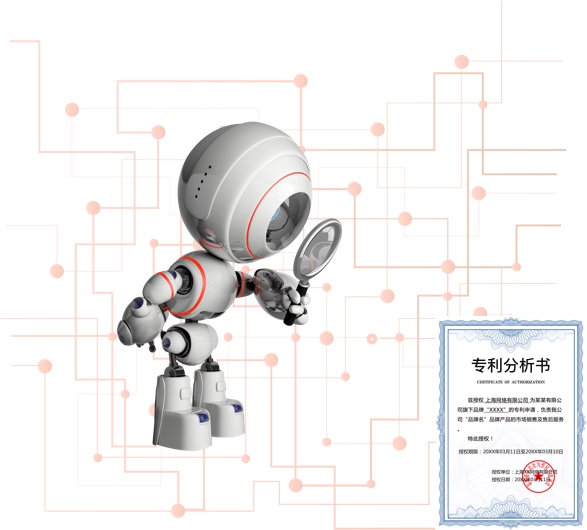 专利分析书
CERTIFICATE OF AUTHORIZATION
兹授权 上海网络有限公司 为某某有限公
司旗下品牌 “XXXX” 的专利申请，负责我公
司 “品牌名” 品牌产品的市场销售及售后服务
。
特此授权！
授权期限：20XX年03月11日至20XX年03月10日
授权单位：上海
授权日期：20XX